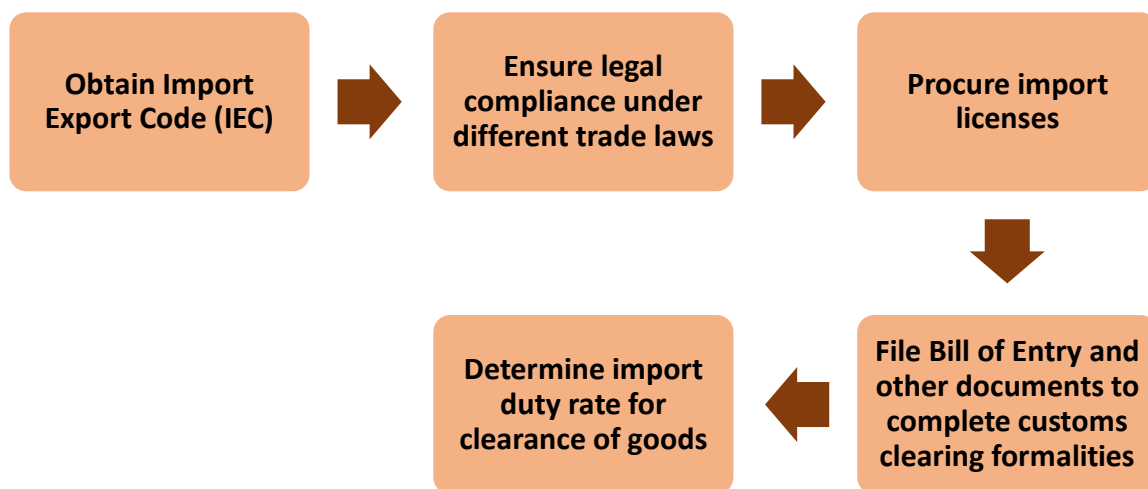 Obtain Import
Export Code (IEC)
Ensure legal
compliance under
different trade laws
Procure import
licenses
File Bill of Entry and
other documents to
complete customs
clearing formalities
Determine import
duty rate for
clearance of goods